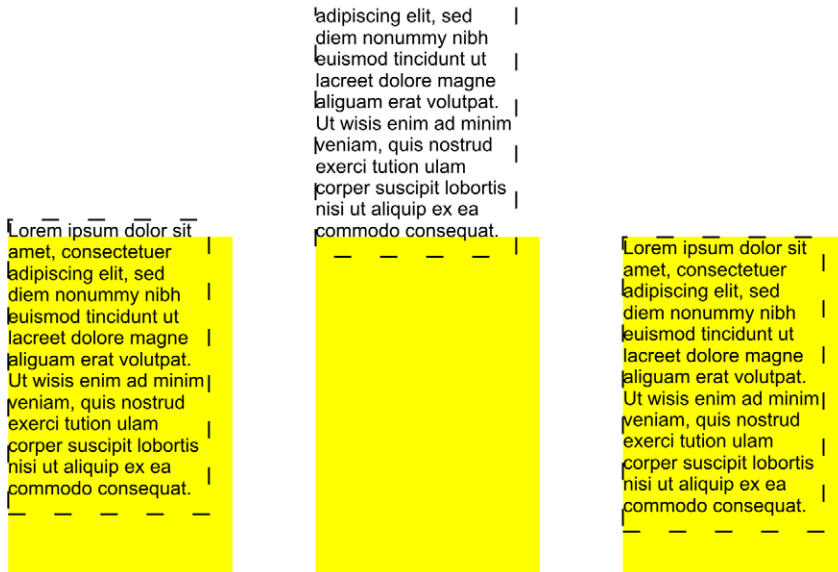 Lorem ipsum dolor sit
amet, consectetuer
adipiscing elit, sed
diem nonummy nibh
euismod tincidunt ut
lacreet dolore magne
aliguam erat volutpat.
Ut wisis enim ad minim
veniam, quis nostrud
exerci tution ulam
corper suscipit lobortis
nisi ut aliquip ex ea
commodo consequat.
adipiscing elit, sed
diem nonummy nibh
euismod tincidunt ut
lacreet dolore magne
aliguam erat volutpat.
Ut wisis enim ad minim
veniam, quis nostrud
exerci tution ulam
corper suscipit lobortis
nisi ut aliquip ex ea
commodo consequat.
Lorem ipsum dolor sit
amet, consectetuer
adipiscing elit, sed
diem nonummy nibh
euismod tincidunt ut
lacreet dolore magne
aliguam erat volutpat.
Ut wisis enim ad minim
veniam, quis nostrud
exerci tution ulam
corper suscipit lobortis
nisi ut aliquip ex ea
commodo consequat.